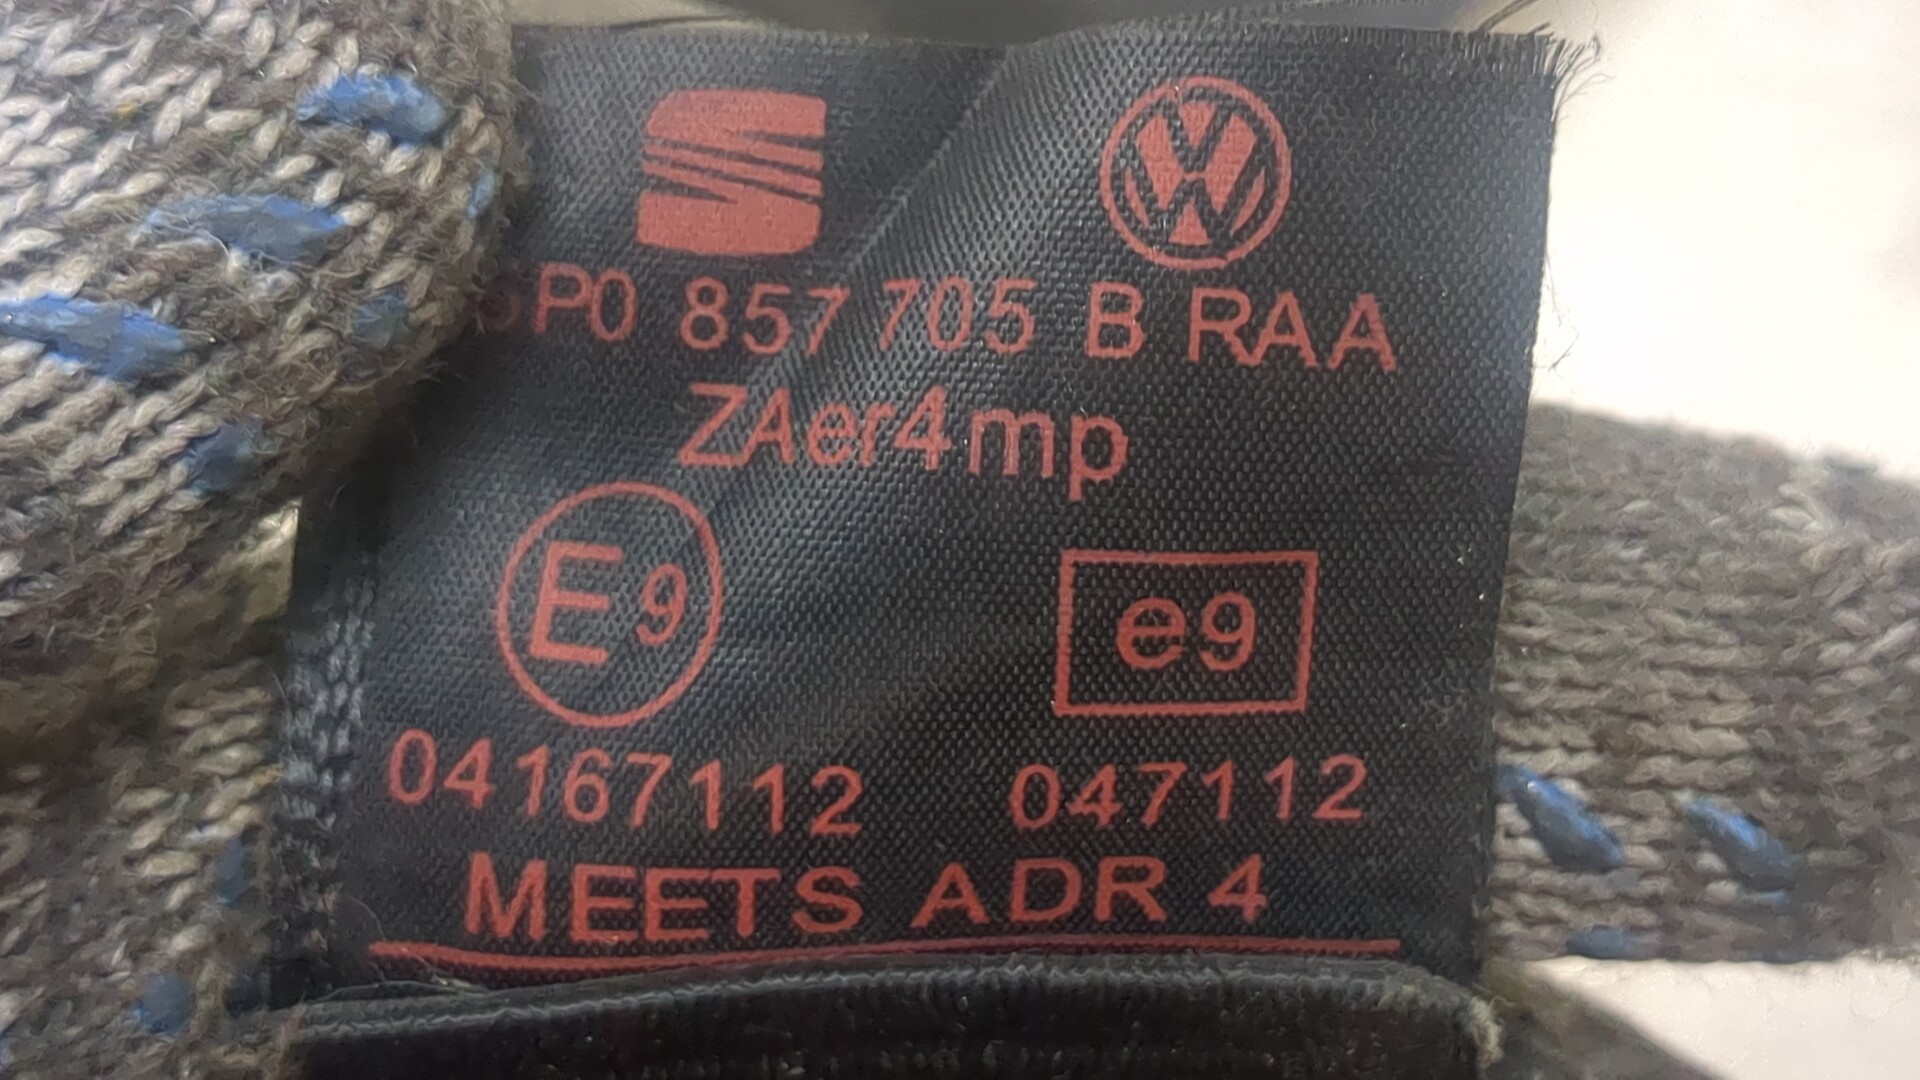 P0 857 705 B RAA
ZAer4mp
E9 e9
04167112 047112
MEETS ADR 4